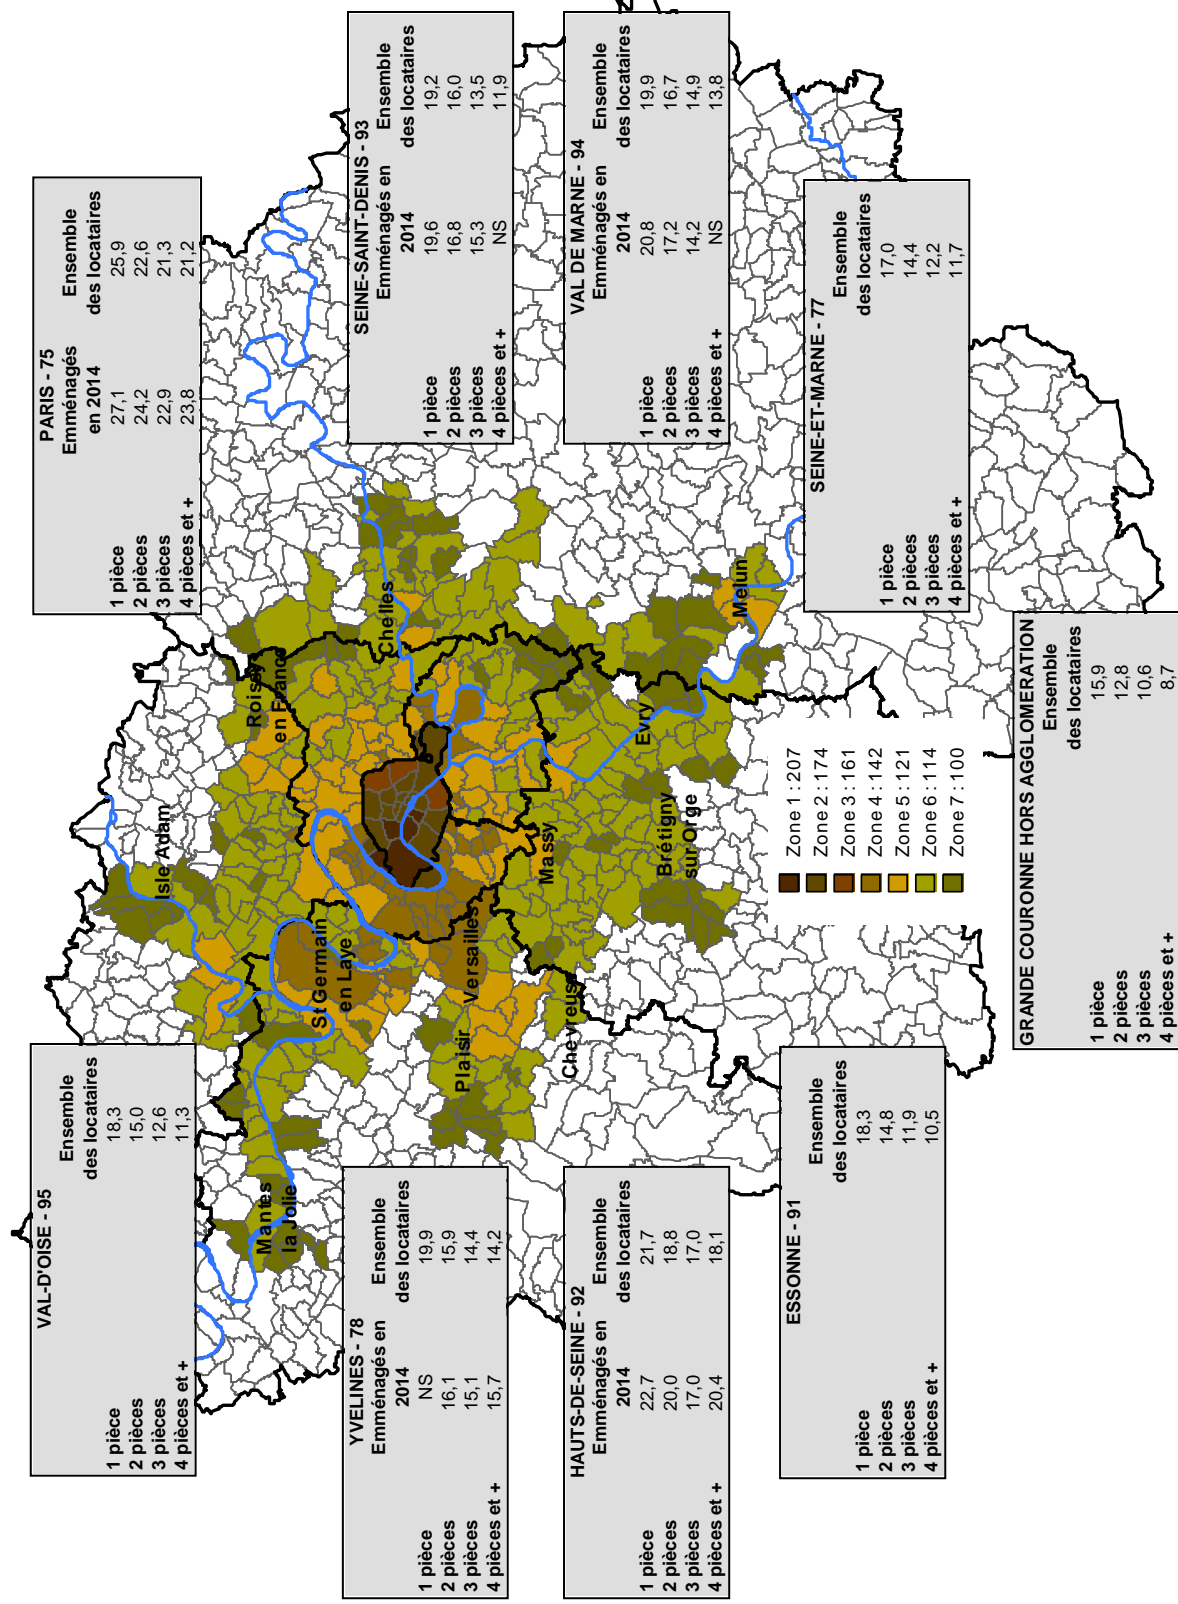 VAL-D'OISE - 95
Ensemble
des locataires
1 pièce 18,3
2 pièces 15,0
3 pièces 12,6
4 pièces et + 11,3
PARIS - 75
Emménagés Ensemble
en 2014 des locataires
1 pièce 27,1 25,9
2 pièces 24,2 22,6
3 pièces 22,9 21,3
4 pièces et + 23,8 21,2
YVELINES - 78
Emménagés en Ensemble
2014 des locataires
1 pièce NS 19,9
2 pièces 16,1 15,9
3 pièces 15,1 14,4
4 pièces et + 15,7 14,2
SEINE-SAINT-DENIS - 93
Emménagés en Ensemble
2014 des locataires
1 pièce 19,6 19,2
2 pièces 16,8 16,0
3 pièces 15,3 13,5
4 pièces et + NS 11,9
HAUTS-DE-SEINE - 92
Emménagés en Ensemble
2014 des locataires
1 pièce 22,7 21,7
2 pièces 20,0 18,8
3 pièces 17,0 17,0
4 pièces et + 20,4 18,1
VAL DE MARNE - 94
Emménagés en Ensemble
2014 des locataires
1 pièce 20,8 19,9
2 pièces 17,2 16,7
3 pièces 14,2 14,9
4 pièces et + NS 13,8
ESSONNE - 91
Ensemble
des locataires
1 pièce 18,3
2 pièces 14,8
3 pièces 11,9
4 pièces et + 10,5
SEINE-ET-MARNE - 77
Ensemble
des locataires
1 pièce 17,0
2 pièces 14,4
3 pièces 12,2
4 pièces et + 11,7
GRANDE COURONNE HORS AGGLOMERATION
Ensemble
des locataires
1 pièce 15,9
2 pièces 12,8
3 pièces 10,6
4 pièces et + 8,7
Isle Adam
Roissy
en France
Mantes
la Jolie
St Germain
en Laye
Chelles
Plaisir
Versailles
Massy
Chevreuse
Evry
Melun
Brétigny
sur Orge
Zone 1 : 207
Zone 2 : 174
Zone 3 : 161
Zone 4 : 142
Zone 5 : 121
Zone 6 : 114
Zone 7 : 100